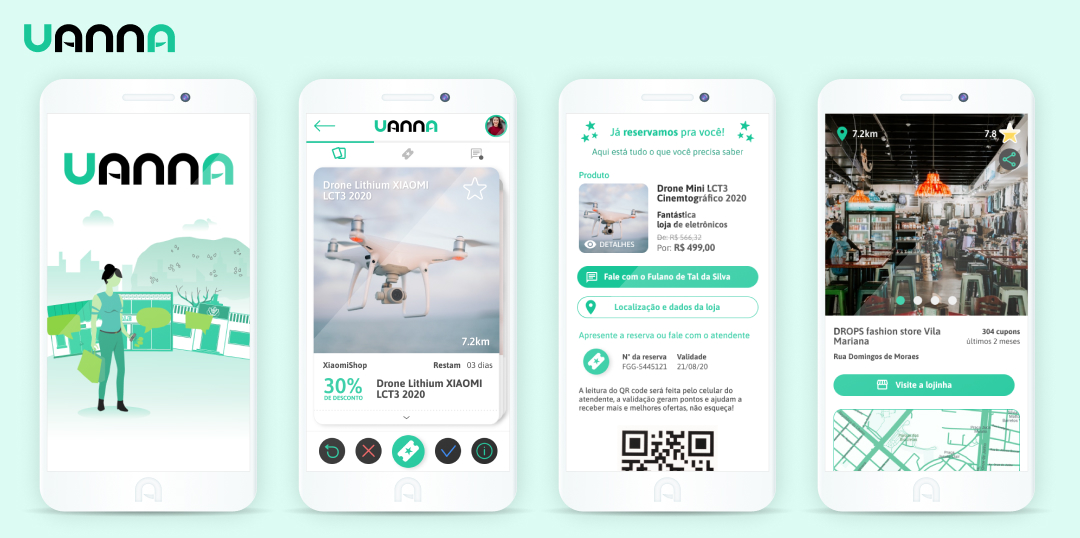 UANNA
UANNA
UANNA
Drone Lithium XIAOMI
LCT3 2020
7.2km
XiaomiShop
Restam 03 dias
30%
DE DESCONTO
Drone Lithium XIAOMI
LCT3 2020
Já reservamos pra você!
Aqui está tudo o que você precisa saber
Produto
DETALHES
Drone Mini LCT3
Cinemtográfico 2020
Fantástica
loja de eletrônicos
De: R$ 566,32
Por: R$ 499,00
Fale com o Fulano de Tal da Silva
Localização e dados da loja
Apresente a reserva ou fale com o atendente
N° da reserva
FGG-5445121
Validade
21/08/20
A leitura do QR code será feita pelo celular do
atendente, a validação geram pontos e ajudam a
receber mais e melhores ofertas, não esqueça!
7.2km
7.8
DROPS fashion store Vila
Mariana
304 cupons
últimos 2 meses
Rua Domingos de Moraes
Visite a lojinha